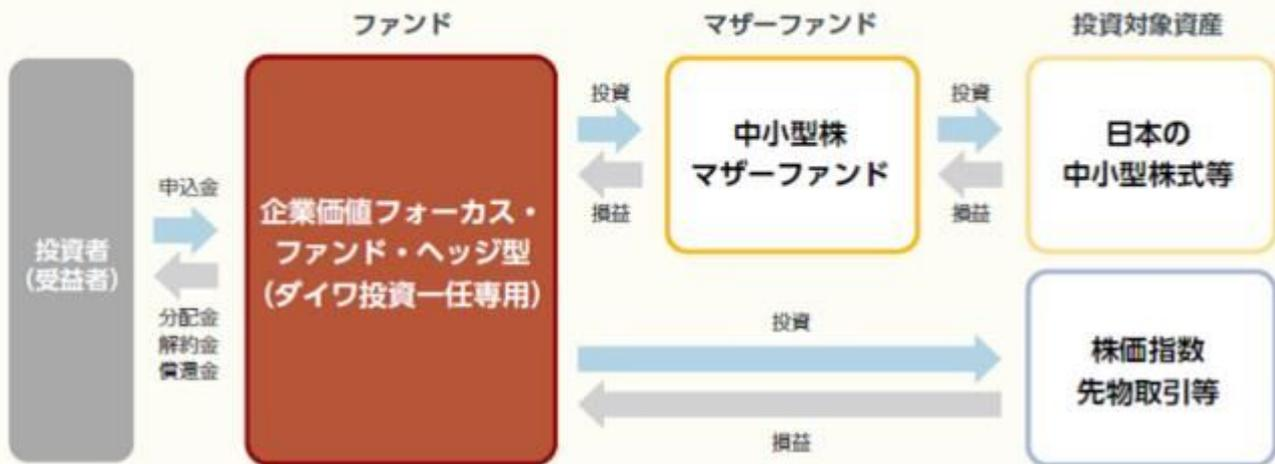 ファンド
マザーファンド
投資対象資産
投資者
(受益者)
申込金
分配金
解約金
償還金
企業価値フォーカス・
ファンド・ヘッジ型
(ダイワ投資一任専用)
投資
損益
中小型株
マザーファンド
投資
損益
日本の
中小型株式等
投資
損益
株価指数
先物取引等